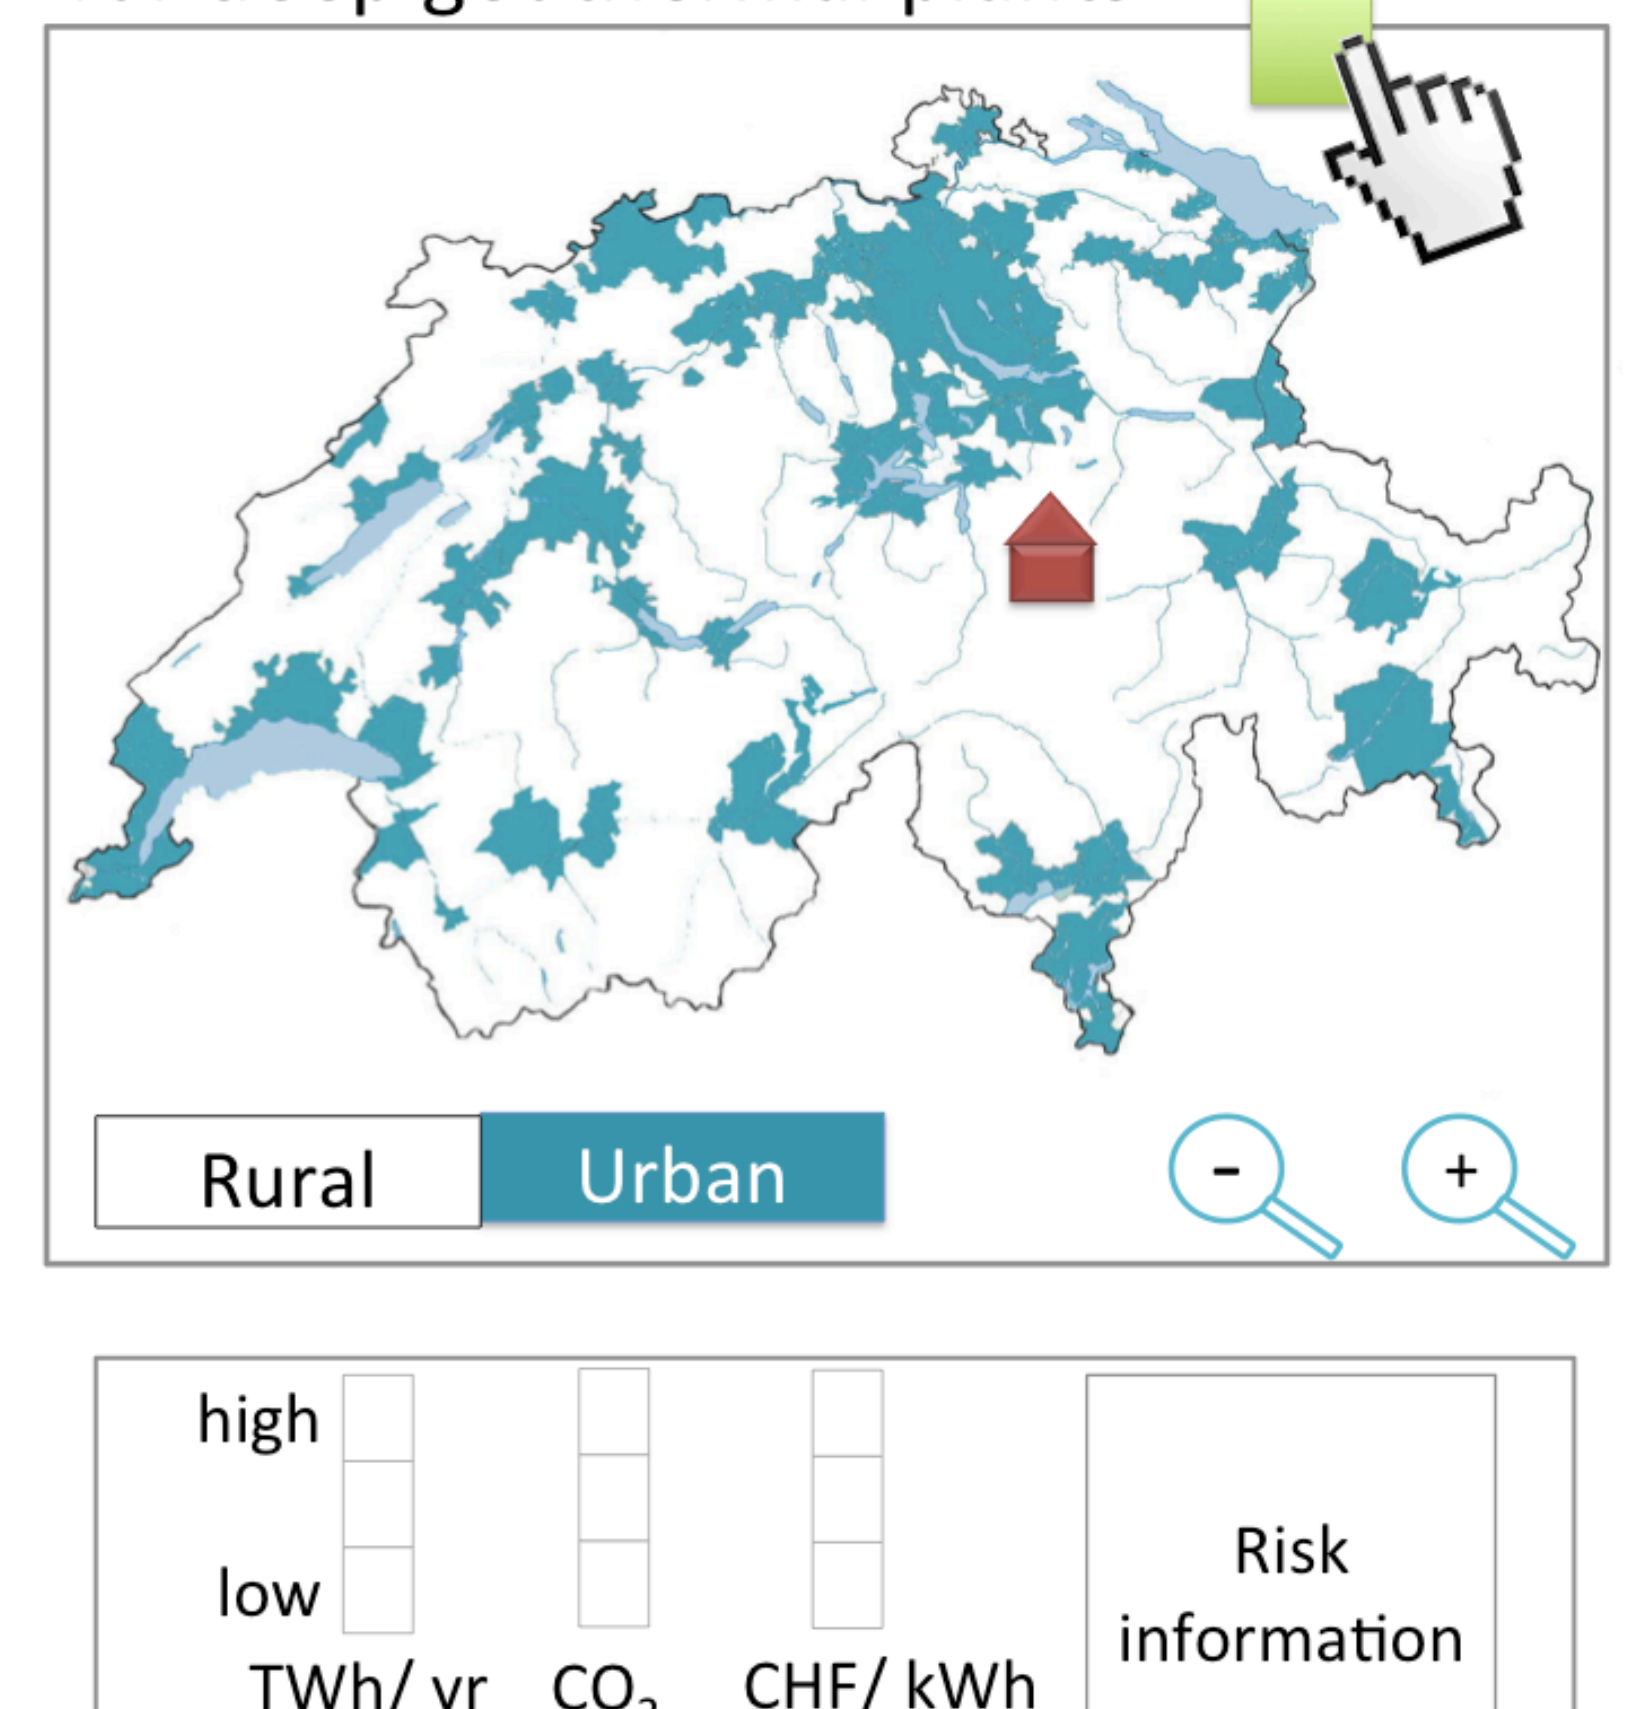 Rural
Urban
-
+
high
low
TWh/ yr
CO₂
CHF/ kWh
Risk
information